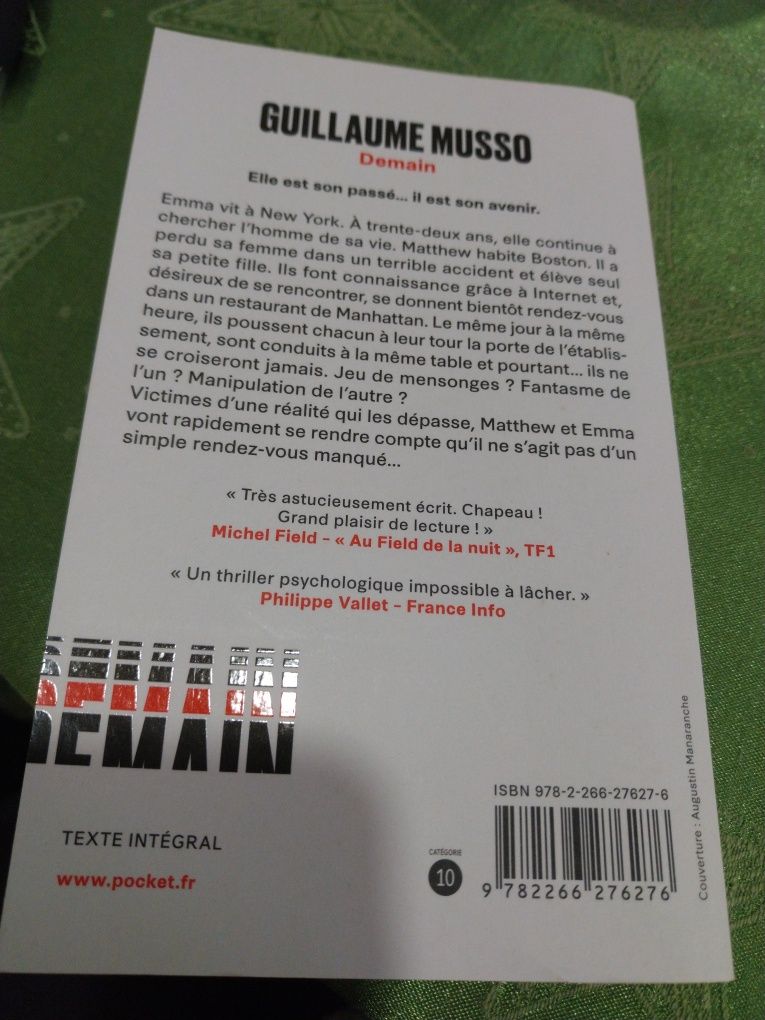 GUILLAUME MUSSO
Demain
Elle est son passé... il est son avenir.
Emma vit à New York. À trente-deux ans, elle continue à
chercher l'homme de sa vie. Matthew habite Boston. Il a
perdu sa femme dans un terrible accident et élève seul
sa petite fille. Ils font connaissance grâce à Internet et,
désireux de se rencontrer, se donnent bientôt rendez-vous
dans un restaurant de Manhattan. Le même jour à la même
heure, ils poussent chacun à leur tour la porte de l'établis-
sement, sont conduits à la même table et pourtant... ils ne
se croiseront jamais. Jeu de mensonges ? Fantasme de
l'un ? Manipulation de l'autre ?
Victimes d'une réalité qui les dépasse, Matthew et Emma
vont rapidement se rendre compte qu'il ne s'agit pas d'un
simple rendez-vous manqué...
« Très astucieusement écrit. Chapeau !
Grand plaisir de lecture ! »
Michel Field – « Au Field de la nuit », TF1
« Un thriller psychologique impossible à lâcher. »
Philippe Vallet – France Info
DEMAIN
DEMAIN
DEMAIN
TEXTE INTÉGRAL
www.pocket.fr
CATÉGORIE
10
ISBN 978-2-266-27627-6
9 782266 276276
Couverture : Augustin Manaranche